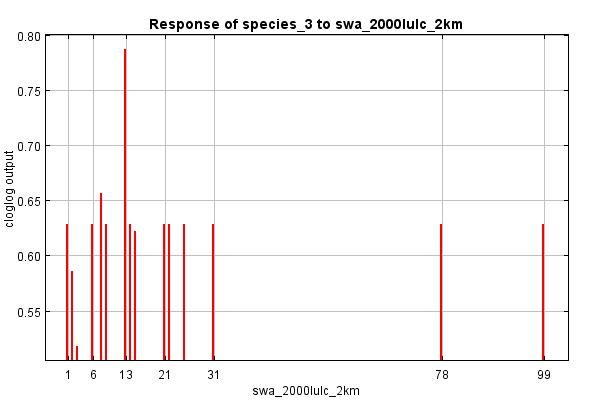 Response of species_3 to swa_2000lulc_2km
0.80
0.75
0.70
0.65
0.60
0.55
cloglog output
1 6 13 21 31 78 99
swa_2000lulc_2km